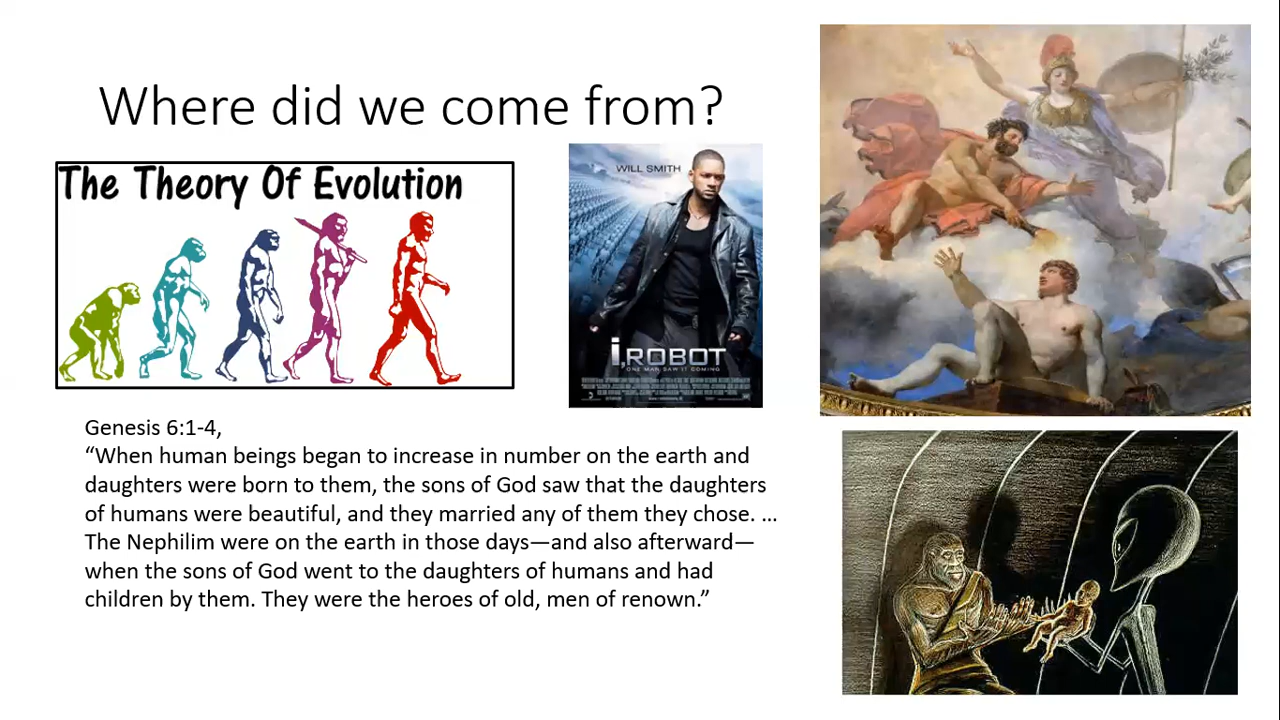 Where did we come from?
The Theory Of Evolution
WILL SMITH
i,ROBOT
ONE MAN SAW IT COMING
Genesis 6:1-4,
“When human beings began to increase in number on the earth and
daughters were born to them, the sons of God saw that the daughters
of humans were beautiful, and they married any of them they chose. …
The Nephilim were on the earth in those days—and also afterward—
when the sons of God went to the daughters of humans and had
children by them. They were the heroes of old, men of renown.”